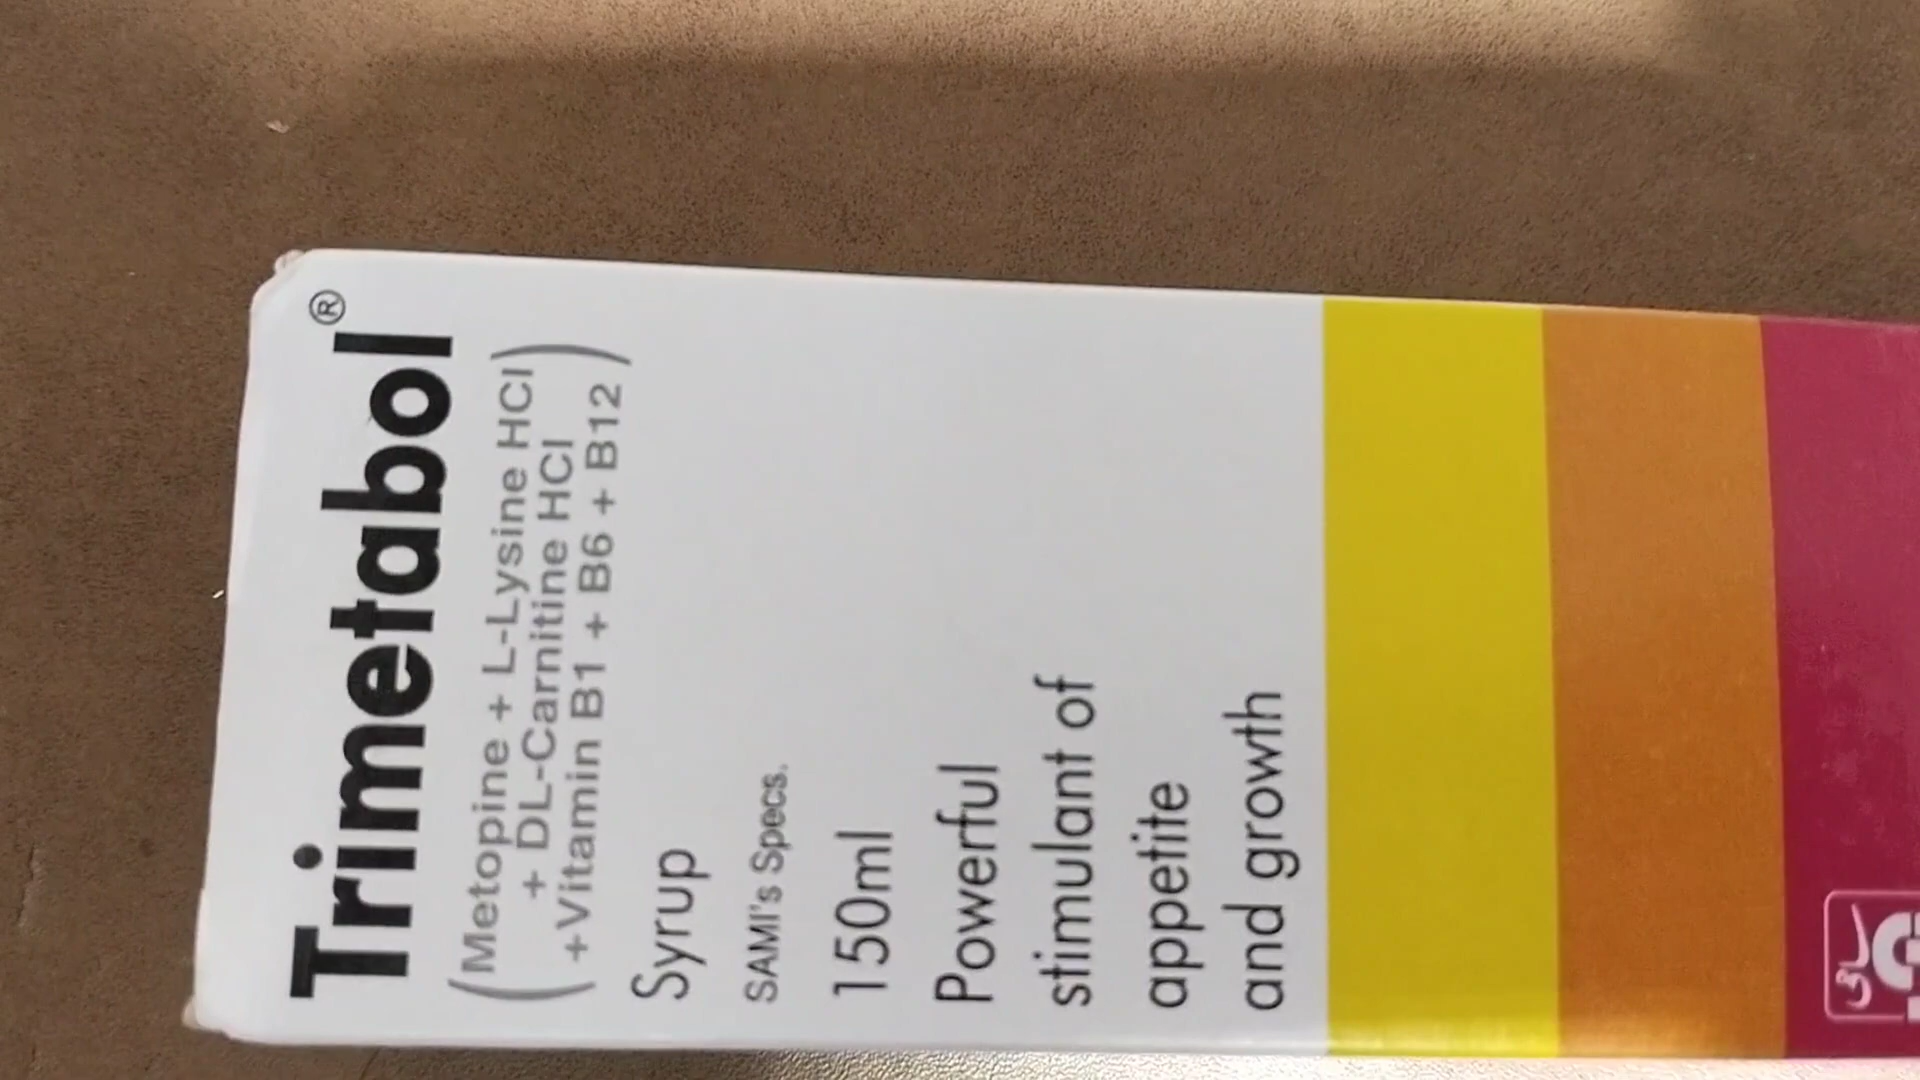 Trimetabol®
(Metopine + L-Lysine HCl
+ DL-Carnitine HCl
+Vitamin B1 + B6 + B12)
Syrup
SAMI's Specs.
150ml
Powerful
stimulant of
appetite
and growth